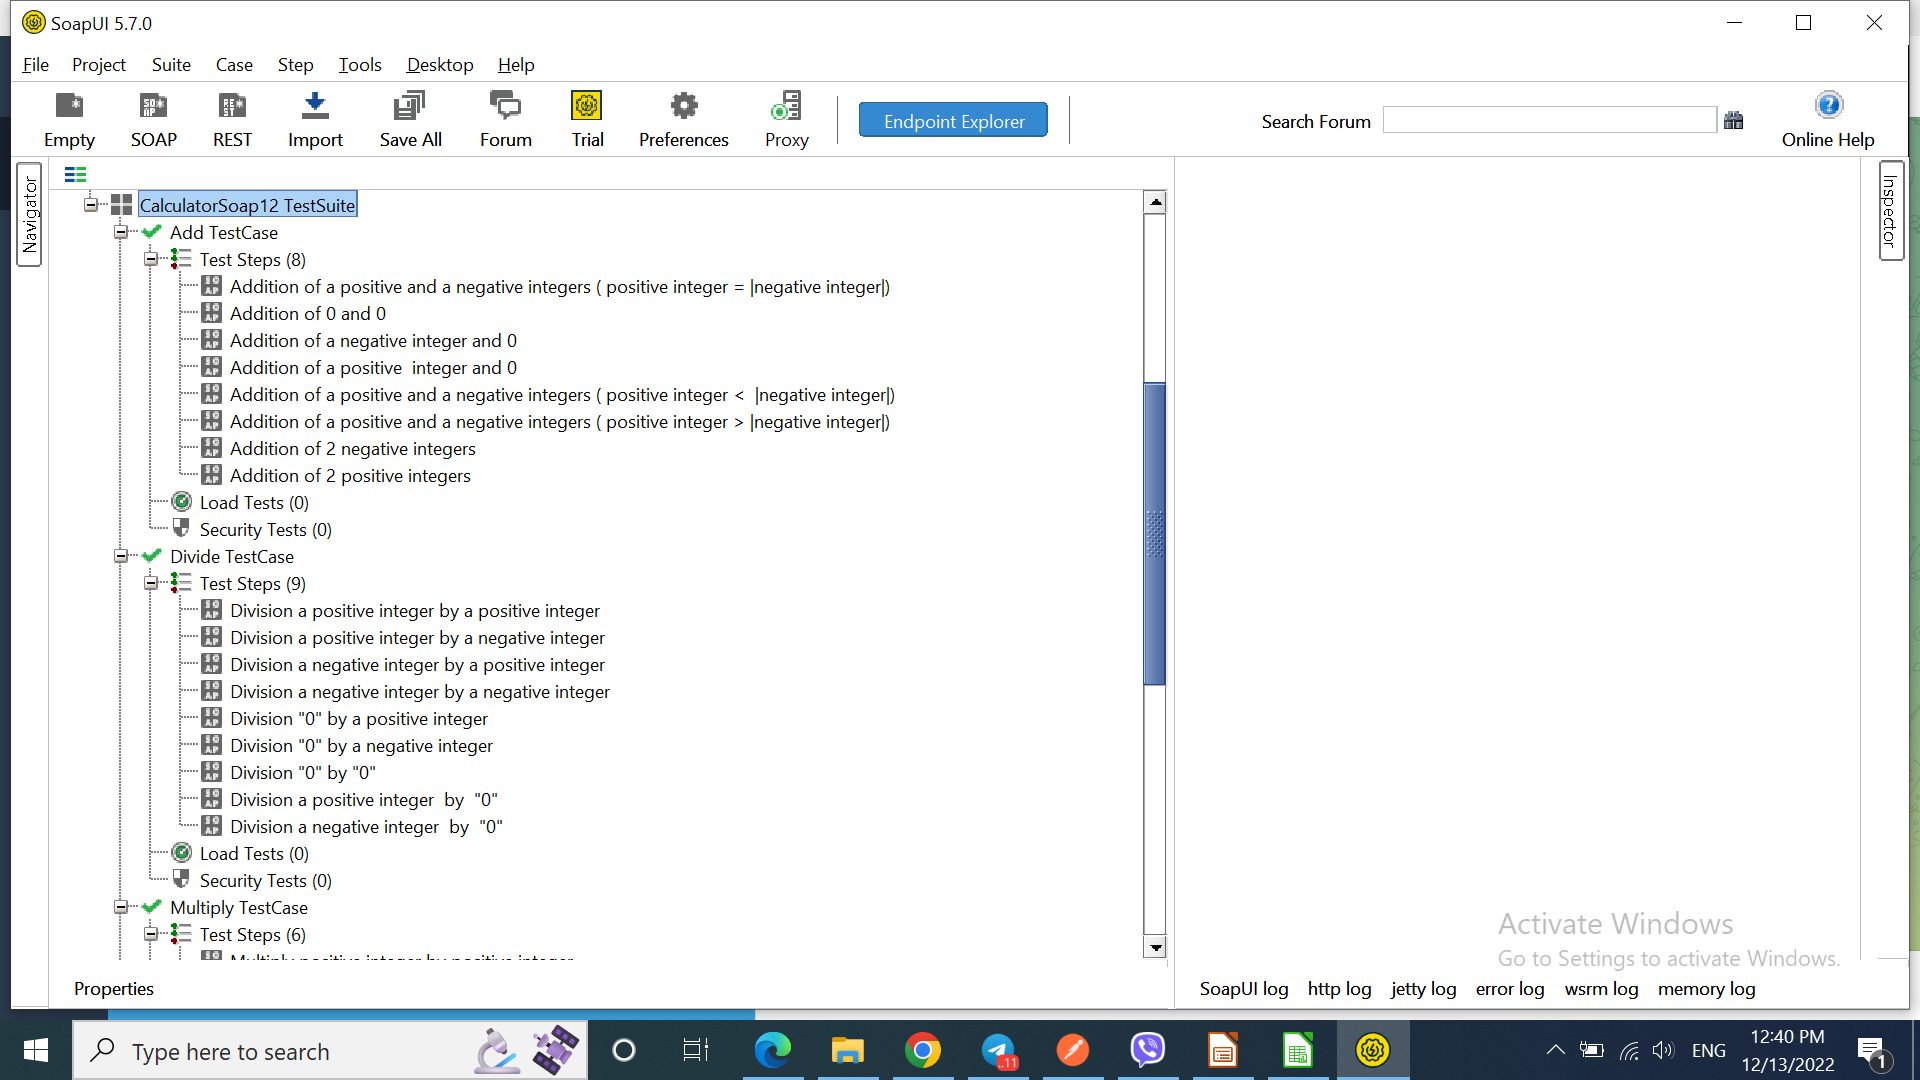 SoapUI 5.7.0
File Project Suite Case Step Tools Desktop Help
Empty SOAP REST Import Save All Forum Trial Preferences Proxy Endpoint Explorer Search Forum Online Help
Navigator
Inspector
CalculatorSoap12 TestSuite
Add TestCase
Test Steps (8)
Addition of a positive and a negative integers ( positive integer = |negative integer|)
Addition of 0 and 0
Addition of a negative integer and 0
Addition of a positive  integer and 0
Addition of a positive and a negative integers ( positive integer <  |negative integer|)
Addition of a positive and a negative integers ( positive integer > |negative integer|)
Addition of 2 negative integers
Addition of 2 positive integers
Load Tests (0)
Security Tests (0)
Divide TestCase
Test Steps (9)
Division a positive integer by a positive integer
Division a positive integer by a negative integer
Division a negative integer by a positive integer
Division a negative integer by a negative integer
Division "0" by a positive integer
Division "0" by a negative integer
Division "0" by "0"
Division a positive integer  by  "0"
Division a negative integer  by  "0"
Load Tests (0)
Security Tests (0)
Multiply TestCase
Test Steps (6)
Multiply positive integer by positive integer
Activate Windows
Go to Settings to activate Windows.
Properties
SoapUI log http log jetty log error log wsrm log memory log
Type here to search
..11
ENG
12:40 PM
12/13/2022
1